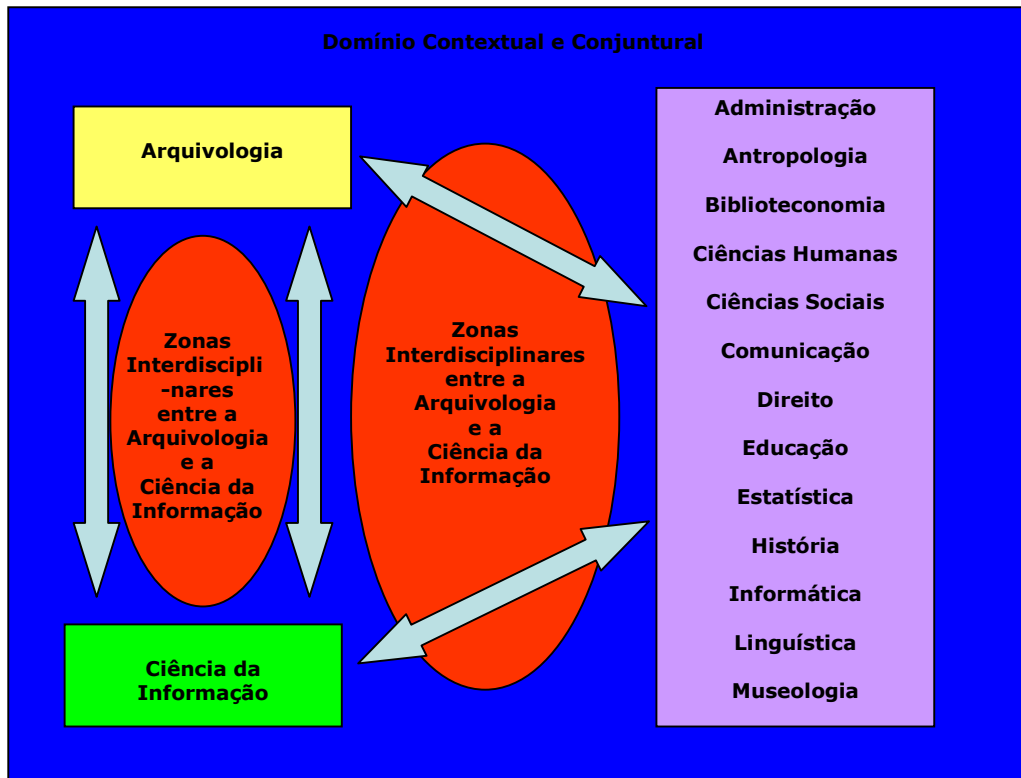 Domínio Contextual e Conjuntural
Arquivologia
Zonas
Interdiscipli
-nares
entre a
Arquivologia
e a
Ciência da
Informação
Ciência da
Informação
Zonas
Interdisciplinares
entre a
Arquivologia
e a
Ciência da
Informação
Administração
Antropologia
Biblioteconomia
Ciências Humanas
Ciências Sociais
Comunicação
Direito
Educação
Estatística
História
Informática
Linguística
Museologia